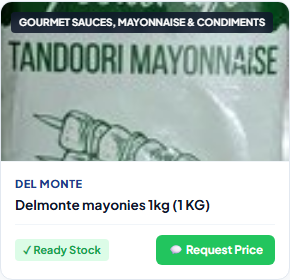 GOURMET SAUCES, MAYONNAISE & CONDIMENTS
TANDOORI MAYONNAISE
DEL MONTE
Delmonte mayonies 1kg (1 KG)
✓ Ready Stock
Request Price